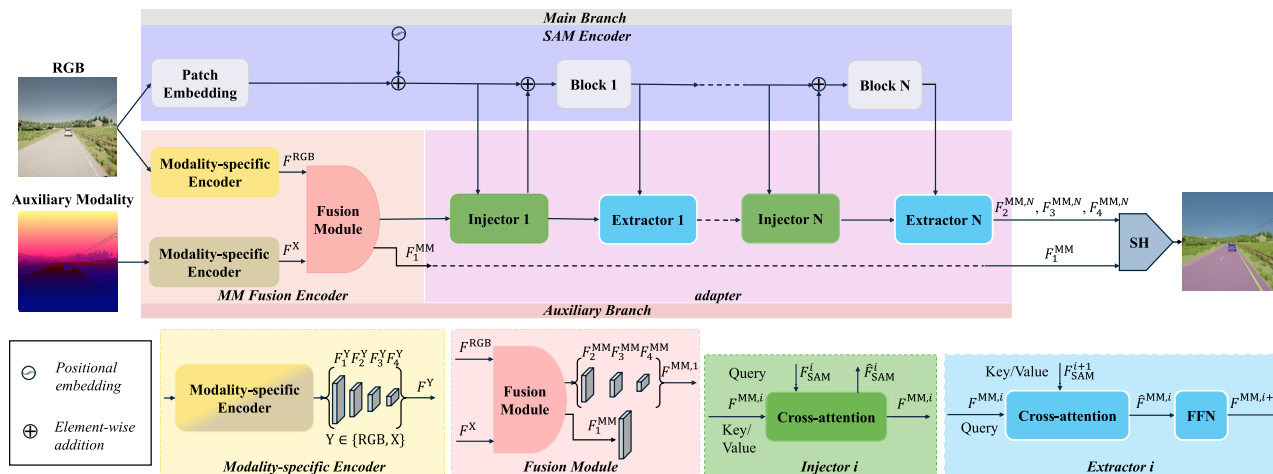 Main Branch
SAM Encoder
RGB
Patch
Embedding
Block 1
Block N
Modality-specific
Encoder
F^RGB
Auxiliary Modality
Fusion
Module
Injector 1
Extractor 1
Injector N
Extractor N
F_2^MM,N, F_3^MM,N, F_4^MM,N
SH
Modality-specific
Encoder
F^X
F_1^MM
F_1^MM
MM Fusion Encoder
adapter
Auxiliary Branch
Positional
embedding
Element-wise
addition
F_1^Y F_2^Y F_3^Y F_4^Y
Modality-specific
Encoder
F^Y
Y ∈ {RGB, X}
Modality-specific Encoder
F^RGB
F_2^MM F_3^MM F_4^MM
F^MM,1
Fusion
Module
F^X
F_1^MM
Fusion Module
Query
F_SAM^i
F̂_SAM^i
F^MM,i
Cross-attention
F^MM,i
Key/
Value
Injector i
Key/Value
F_SAM^i+1
F^MM,i
Cross-attention
F̂^MM,i
FFN
F^MM,i+
Query
Extractor i